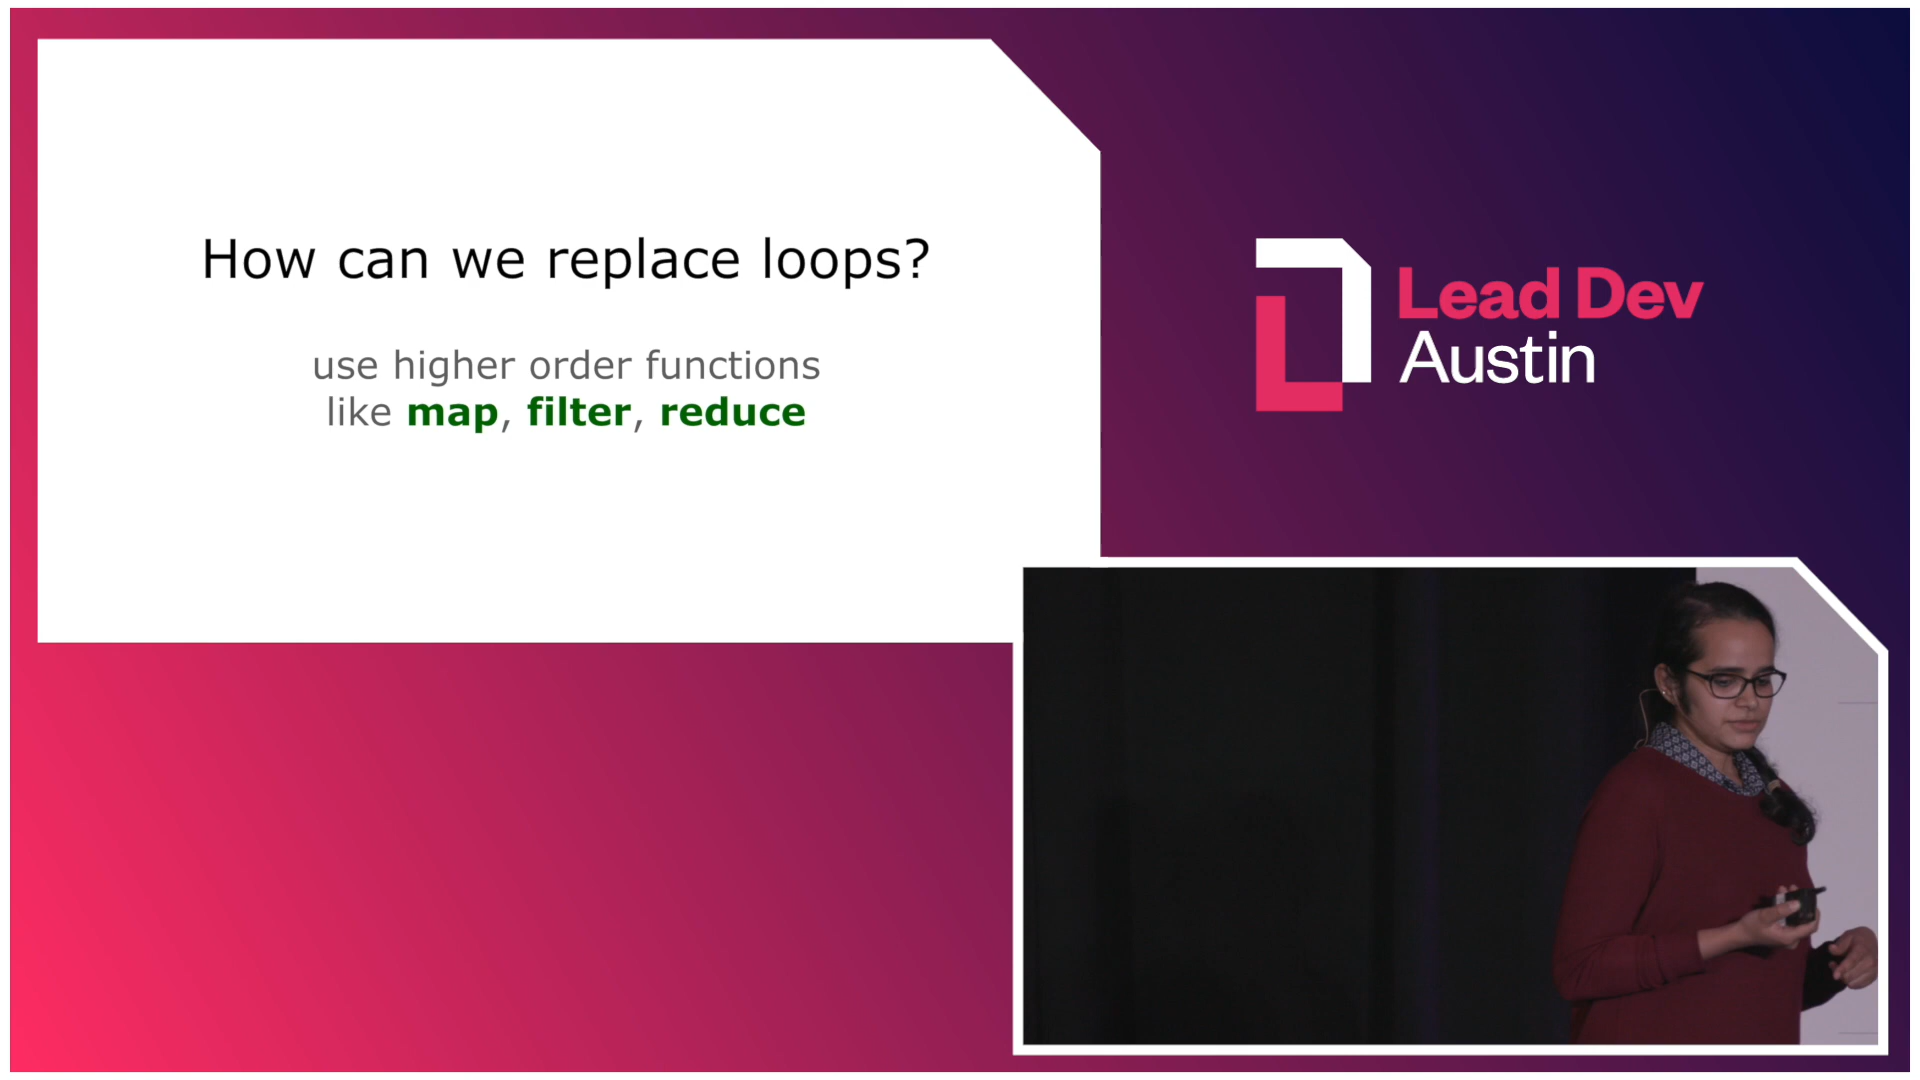 How can we replace loops?
use higher order functions
like map, filter, reduce
Lead Dev
Austin